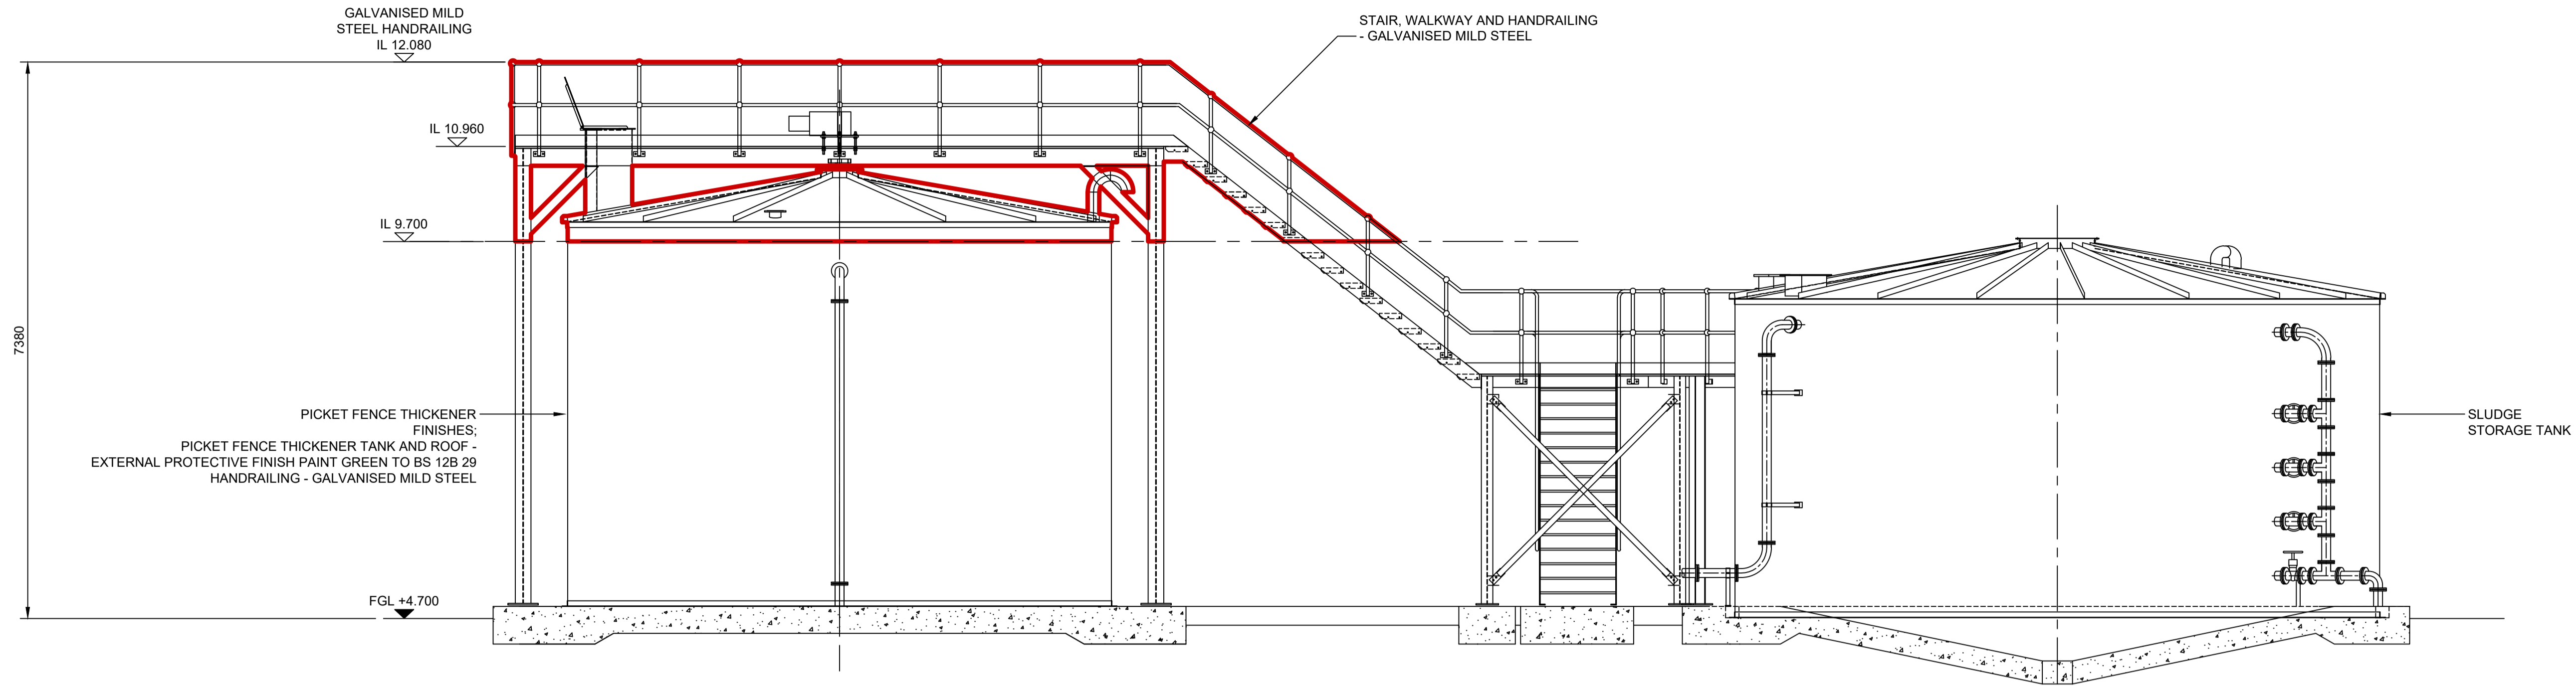 GALVANISED MILD
STEEL HANDRAILING
IL 12.080
STAIR, WALKWAY AND HANDRAILING
- GALVANISED MILD STEEL
IL 10.960
IL 9.700
7380
PICKET FENCE THICKENER
FINISHES;
PICKET FENCE THICKENER TANK AND ROOF -
EXTERNAL PROTECTIVE FINISH PAINT GREEN TO BS 12B 29
HANDRAILING - GALVANISED MILD STEEL
SLUDGE
STORAGE TANK
FGL +4.700